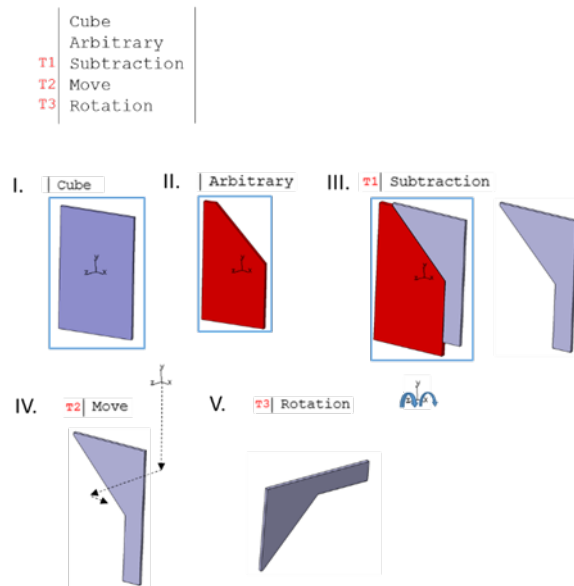 Cube
Arbitrary
T1 Subtraction
T2 Move
T3 Rotation
I. Cube
II. Arbitrary
III. T1 Subtraction
y
z x
y
z x
y
z x
y
z x
y
x
IV. T2 Move
V. T3 Rotation